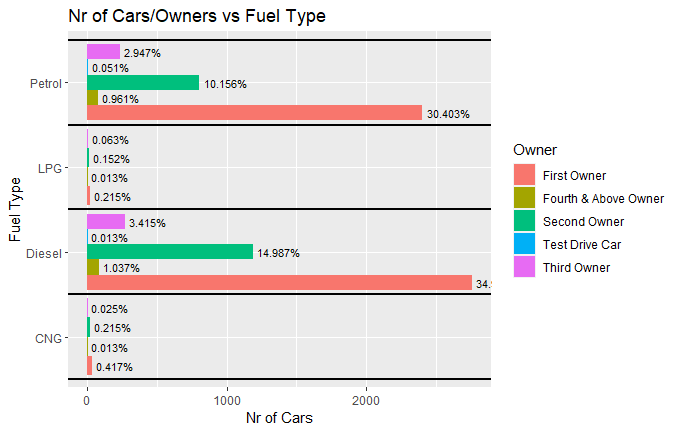 Nr of Cars/Owners vs Fuel Type
Fuel Type
Petrol
2.947%
0.051%
10.156%
0.961%
30.403%
LPG
0.063%
0.152%
0.013%
0.215%
Diesel
3.415%
0.013%
14.987%
1.037%
34.
CNG
0.025%
0.215%
0.013%
0.417%
0 1000 2000
Nr of Cars
Owner
First Owner
Fourth & Above Owner
Second Owner
Test Drive Car
Third Owner